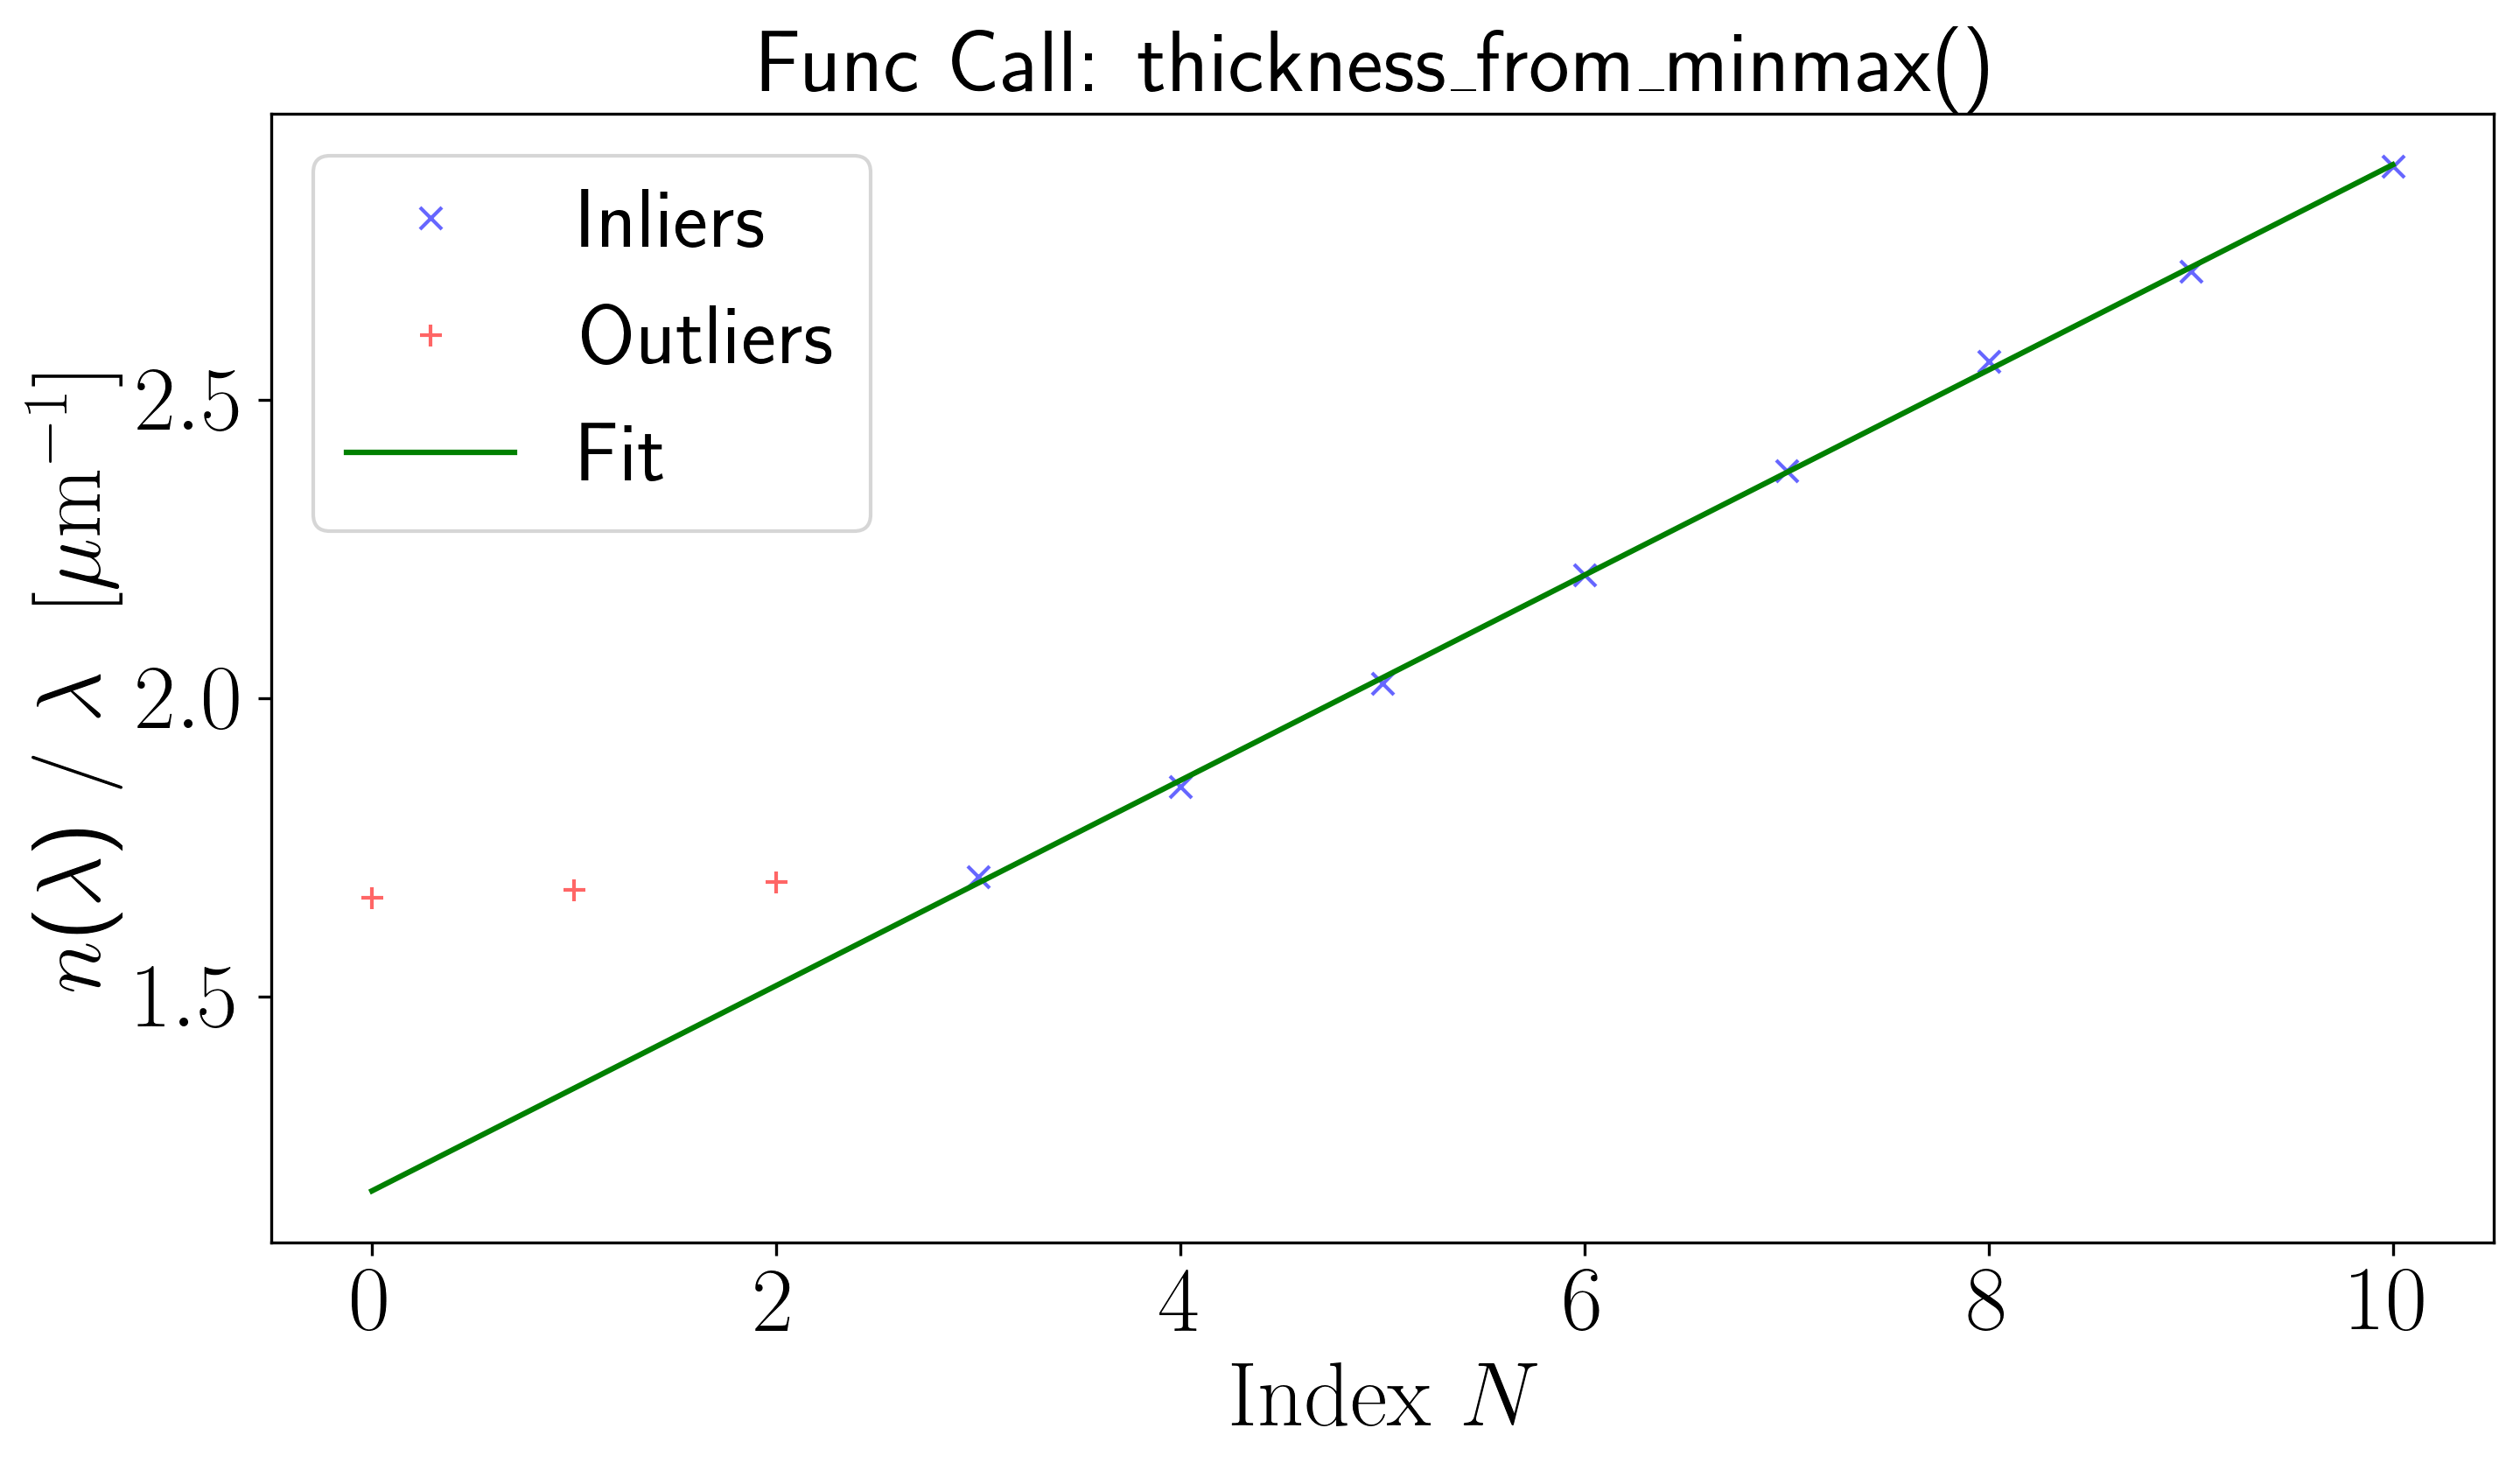 Func Call: thickness_from_minmax()
Inliers
Outliers
Fit
n(λ) / λ [μm⁻¹]
2.5
2.0
1.5
0 2 4 6 8 10
Index N